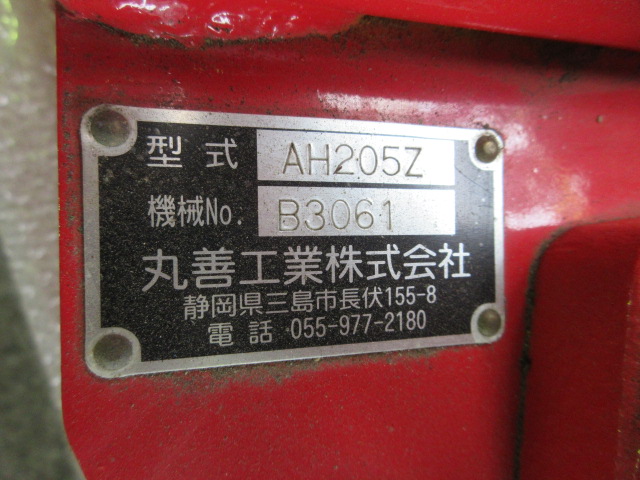 型式 AH205Z
機械No. B3061
丸善工業株式会社
静岡県三島市長伏155-8
電話 055-977-2180